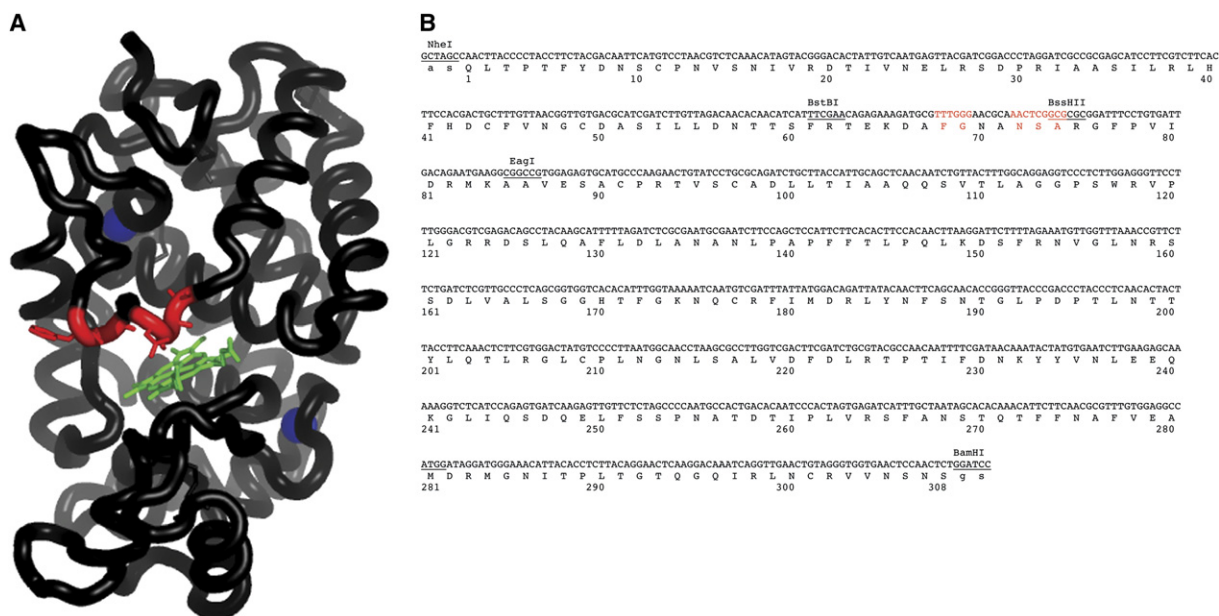 A
B
NheI
GCTAGCCAACTTACCCCTACCTTCTACGACAATTCATGTCCTAACGTCTCAAACATAGTACGGGACACTATTGTCAATGAGTTACGATCGGACCCTAGGATCGCCGCGAGCATCCTTCGTCTTCAC
a s Q L T P T F Y D N S C P N V S N I V R D T I V N E L R S D P R I A A S I L R L H
1 10 20 30 40
BstBI BssHII
TTCCACGACTGCTTTGTTAACGGTTGTGACGCATCGATCTTGTTAGACAACACAACATCATTTCGAACAGAGAAAGATGCGTTTGGGAACGCAAACTCGGCGCGCGGATTTCCTGTGATT
F H D C F V N G C D A S I L L D N T T S F R T E K D A F G N A N S A R G F P V I
41 50 60 70 80
EagI
GACAGAATGAAGGCGGCCGTGGAGAGTGCATGCCCAAGAACTGTATCCTGCGCAGATCTGCTTACCATTGCAGCTCAACAATCTGTTACTTTGGCAGGAGGTCCCTCTTGGAGGGTTCCT
D R M K A A V E S A C P R T V S C A D L L T I A A Q Q S V T L A G G P S W R V P
81 90 100 110 120
TTGGGACGTCGAGACAGCCTACAAGCATTTTTAGATCTCGCGAATGCGAATCTTCCAGCTCCATTCTTCACACTTCCACAACTTAAGGATTCTTTTAGAAATGTTGGTTTAAACCGTTCT
L G R R D S L Q A F L D L A N A N L P A P F F T L P Q L K D S F R N V G L N R S
121 130 140 150 160
TCTGATCTCGTTGCCCTCAGCGGTGGTCACACATTTGGTAAAAATCAATGTCGATTTATTATGGACAGATTATACAACTTCAGCAACACCGGGTTACCCGACCCTACCCTCAACACTACT
S D L V A L S G G H T F G K N Q C R F I M D R L Y N F S N T G L P D P T L N T T
161 170 180 190 200
TACCTTCAAACTCTTCGTGGACTATGTCCCCTTAATGGCAACCTAAGCGCCTTGGTCGACTTCGATCTGCGTACGCCAACAATTTTCGATAACAAATACTATGTGAATCTTGAAGAGCAA
Y L Q T L R G L C P L N G N L S A L V D F D L R T P T I F D N K Y Y V N L E E Q
201 210 220 230 240
AAAGGTCTCATCCAGAGTGATCAAGAGTTGTTCTCTAGCCCCAATGCCACTGACACAATCCCACTAGTGAGATCATTTGCTAATAGCACACAAACATTCTTCAACGCGTTTGTGGAGGCC
K G L I Q S D Q E L F S S P N A T D T I P L V R S F A N S T Q T F F N A F V E A
241 250 260 270 280
BamHI
ATGGATAGGATGGGAAACATTACACCTCTTACAGGAACTCAAGGACAAATCAGGTTGAACTGTAGGGTGGTGAACTCCAACTCTGGATCC
M D R M G N I T P L T G T Q G Q I R L N C R V V N S N S g s
281 290 300 308